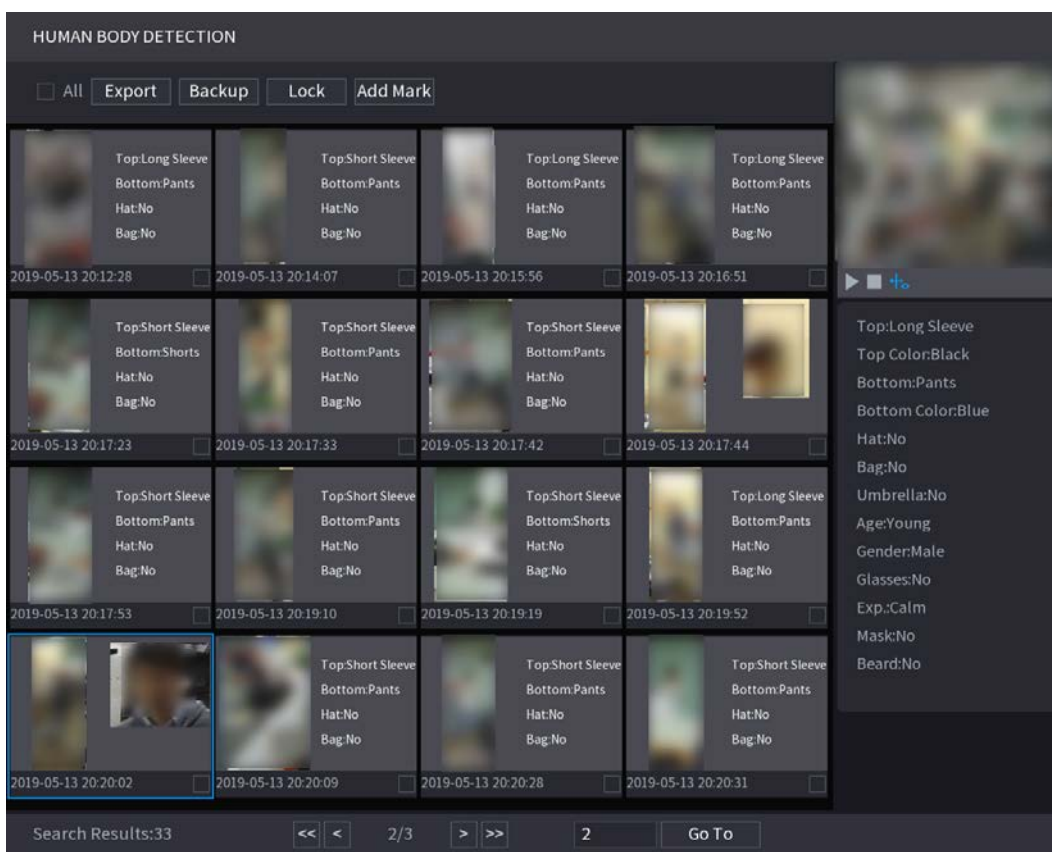 HUMAN BODY DETECTION
All Export Backup Lock Add Mark
Top:Long Sleeve
Bottom:Pants
Hat:No
Bag:No
2019-05-13 20:12:28
Top:Short Sleeve
Bottom:Pants
Hat:No
Bag:No
2019-05-13 20:14:07
Top:Long Sleeve
Bottom:Pants
Hat:No
Bag:No
2019-05-13 20:15:56
Top:Long Sleeve
Bottom:Pants
Hat:No
Bag:No
2019-05-13 20:16:51
Top:Short Sleeve
Bottom:Shorts
Hat:No
Bag:No
2019-05-13 20:17:23
Top:Short Sleeve
Bottom:Pants
Hat:No
Bag:No
2019-05-13 20:17:33
Top:Short Sleeve
Bottom:Pants
Hat:No
Bag:No
2019-05-13 20:17:42
2019-05-13 20:17:44
Top:Short Sleeve
Bottom:Pants
Hat:No
Bag:No
2019-05-13 20:17:53
Top:Short Sleeve
Bottom:Pants
Hat:No
Bag:No
2019-05-13 20:19:10
Top:Short Sleeve
Bottom:Shorts
Hat:No
Bag:No
2019-05-13 20:19:19
Top:Long Sleeve
Bottom:Pants
Hat:No
Bag:No
2019-05-13 20:19:52
2019-05-13 20:20:02
Top:Short Sleeve
Bottom:Pants
Hat:No
Bag:No
2019-05-13 20:20:09
Top:Short Sleeve
Bottom:Pants
Hat:No
Bag:No
2019-05-13 20:20:28
Top:Short Sleeve
Bottom:Pants
Hat:No
Bag:No
2019-05-13 20:20:31
Top:Long Sleeve
Top Color:Black
Bottom:Pants
Bottom Color:Blue
Hat:No
Bag:No
Umbrella:No
Age:Young
Gender:Male
Glasses:No
Exp.:Calm
Mask:No
Beard:No
Search Results:33 << < 2/3 > >> 2 Go To